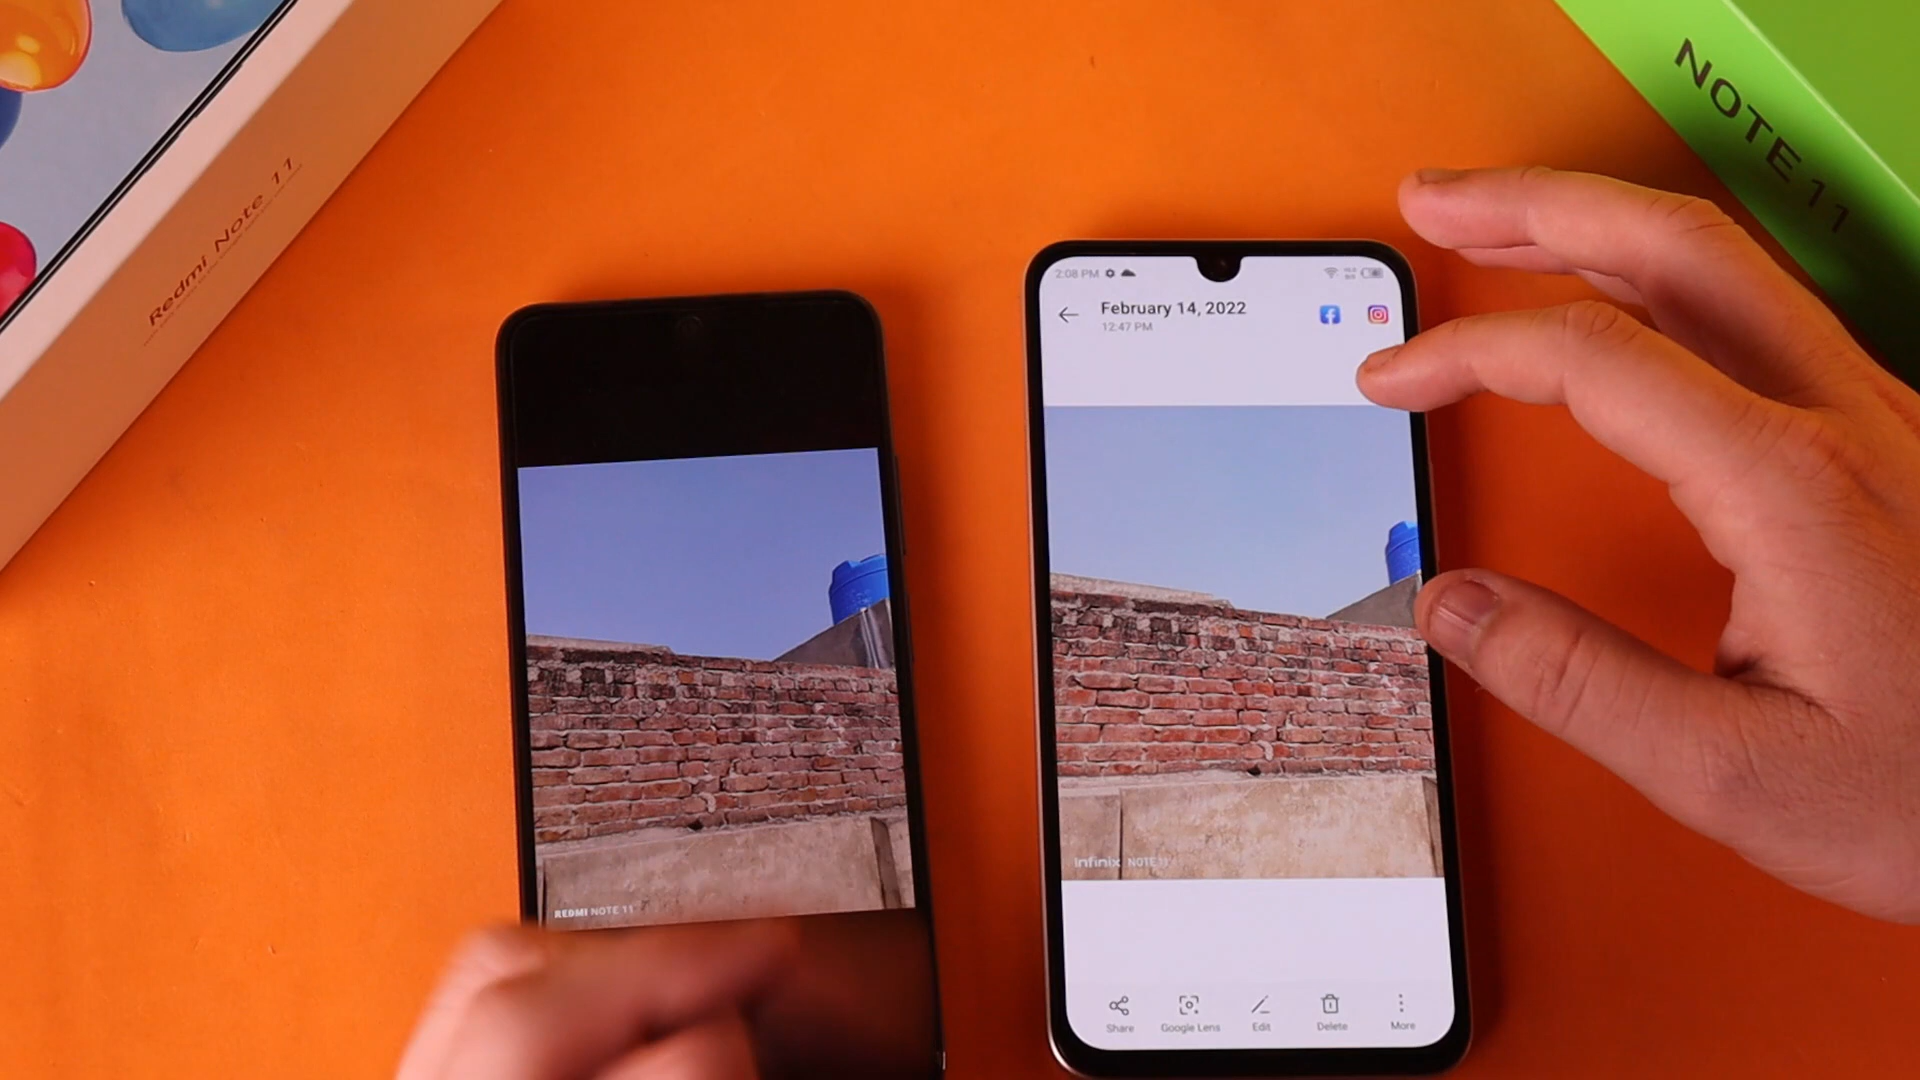 Redmi Note 11
NOTE 11
2:08 PM
February 14, 2022
12:47 PM
REDMI NOTE 11
Infinix NOTE 11
Share
Google Lens
Edit
Delete
More